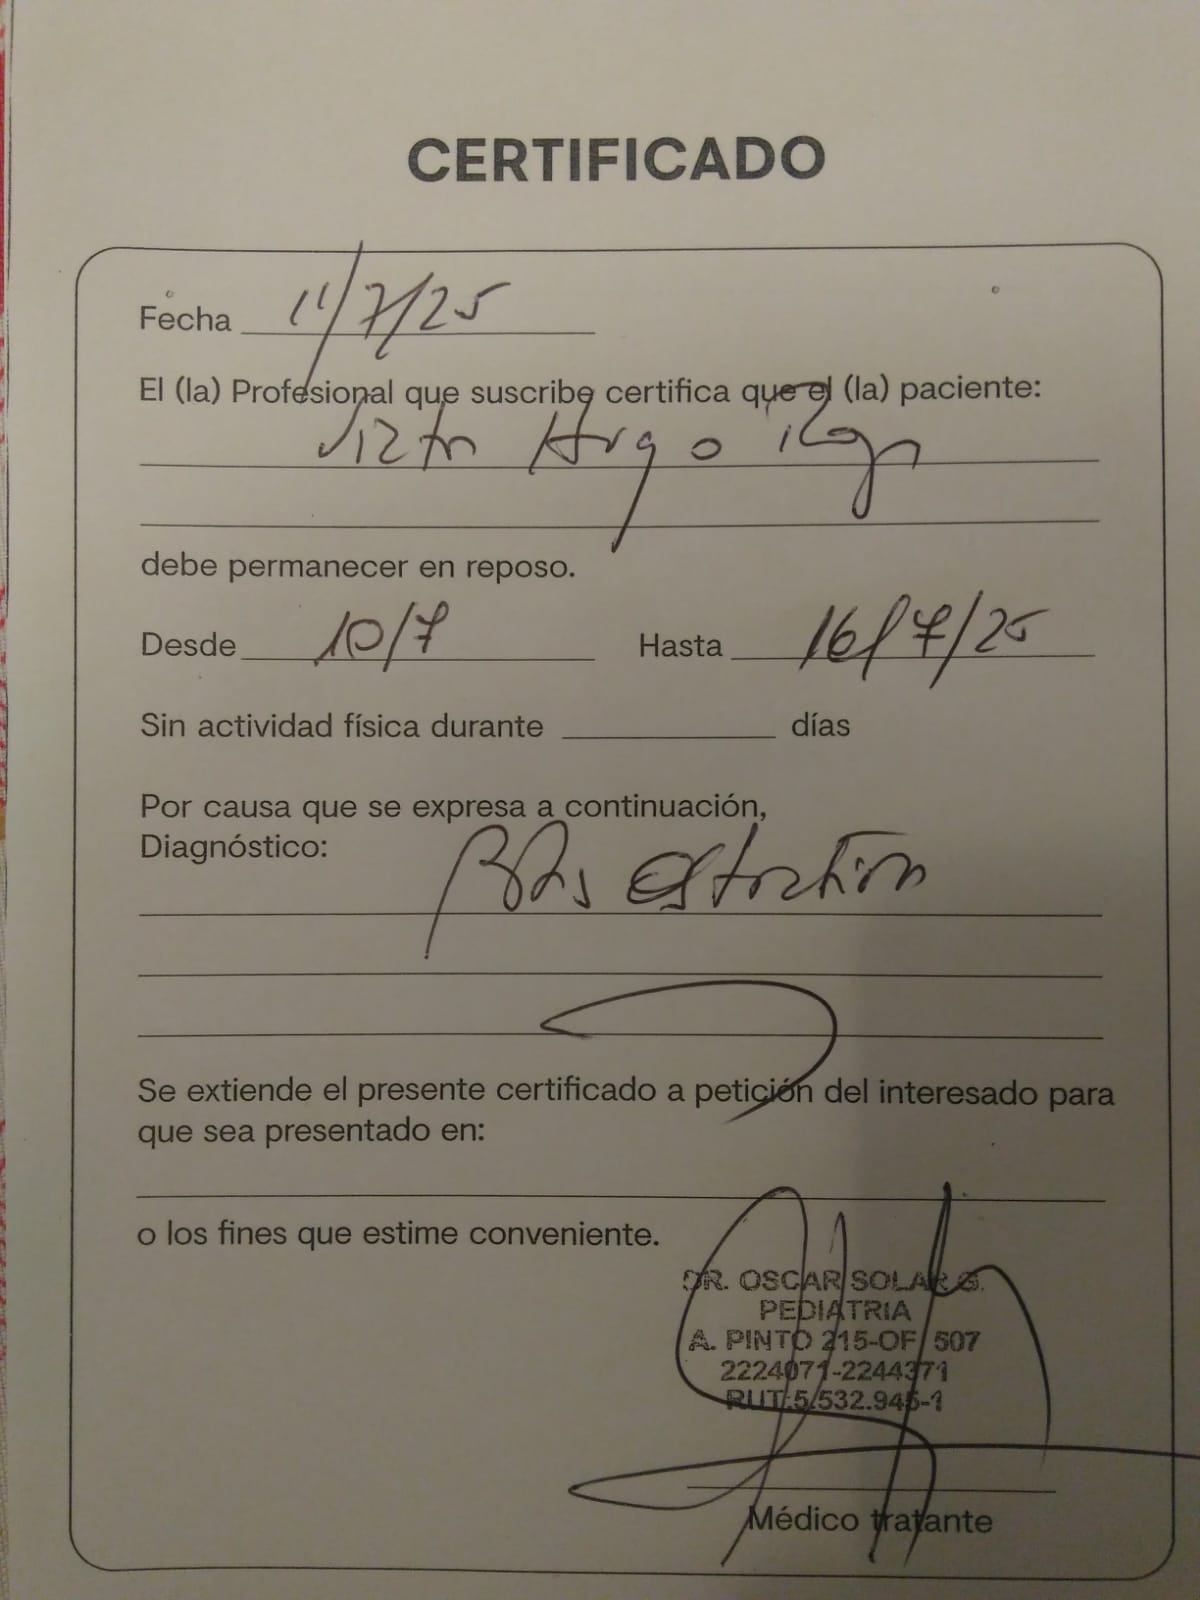 CERTIFICADO
Fecha 11/7/25
El (la) Profesional que suscribe certifica que el (la) paciente:
debe permanecer en reposo.
Desde 10/7 Hasta 16/7/25
Sin actividad física durante días
Por causa que se expresa a continuación,
Diagnóstico:
Se extiende el presente certificado a petición del interesado para
que sea presentado en:
o los fines que estime conveniente.
DR. OSCAR SOLAR G.
PEDIATRIA
A. PINTO 215-OF 507
2224071-2244371
RUT:5.532.945-1
Médico tratante